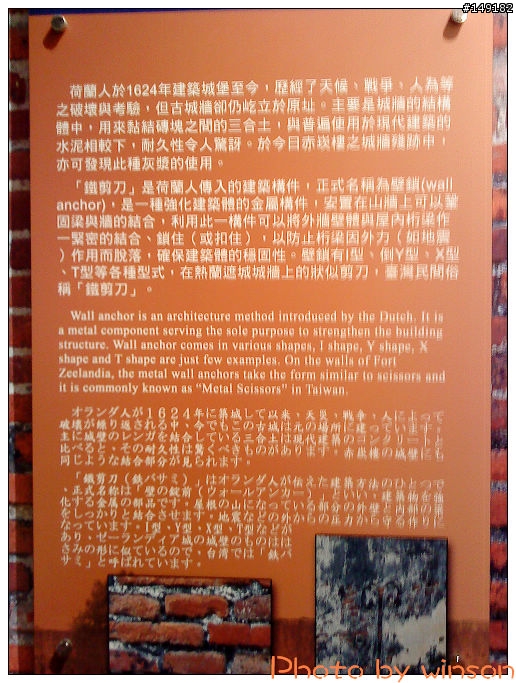 #149182
荷蘭人於1624年建築城堡至今，歷經了天候、戰爭、人為等
之破壞與考驗，但古城牆卻仍屹立於原址。主要是城牆的結構
體中，用來黏結磚塊之間的三合土，與普遍使用於現代建築的
水泥相較下，耐久性令人驚訝。於今日赤崁樓之城牆殘跡中，
亦可發現此種灰漿的使用。
「鐵剪刀」是荷蘭人傳入的建築構件，正式名稱為壁鎖(wall
anchor)，是一種強化建築體的金屬構件，安置在山牆上可以鞏
固梁與牆的結合，利用此一構件可以將外牆壁體與屋內桁梁作
一緊密的結合、鎖住（或扣住），以防止桁梁因外力（如地震
）作用而脫落，確保建築體的穩固性。壁鎖有I型、倒Y型、X型
、T型等各種型式，在熱蘭遮城城牆上的狀似剪刀，臺灣民間俗
稱「鐵剪刀」。
Wall anchor is an architecture method introduced by the Dutch. It is
a metal component serving the sole purpose to strengthen the building
structure. Wall anchor comes in various shapes, I shape, Y shape, X
shape and T shape are just few examples. On the walls of Fort
Zeelandia, the metal wall anchors take the form similar to scissors and
it is commonly known as “Metal Scissors” in Taiwan.
オランダ人が１６２４年に築城して以来、天災、戦争、人によって
破壊が繰り返される中、今でもこの古城は元の場所に建っています。
主に城壁のレンガを結合している三合土は現代建築のコンクリートと
比べると、その耐久性は驚くべきものがあります。赤崁楼の城壁にも
同じような結合部分が見られます。
「鐵剪刀（鉄バサミ）」はオランダ人が伝えた建築方法のひとつで
、正式名称は「壁の錠前（ウォールアンカー）」といい、建築物を強
化する金属の部品です。屋根の山になっている部分の外壁と内部の梁
をしっかりと結合させます。地震などの外からの圧力から守る作りに
なっています。I型、Y型、X型、T型などが
あり、ゼーランディア城の城壁のものはは
さみの形に似ているので、台湾では「鉄バ
サミ」と呼ばれています。
Photo by winson